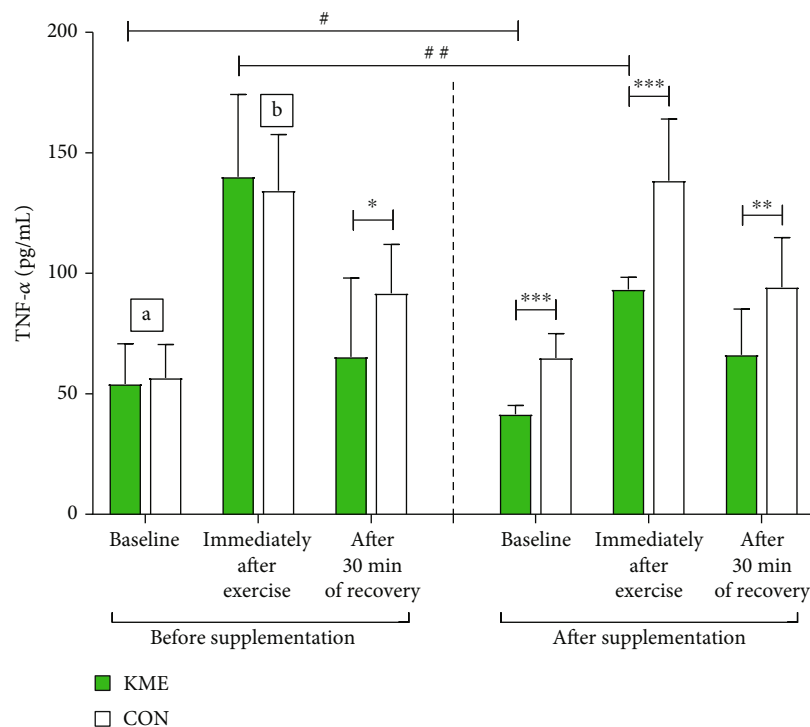 200
150
100
50
0
TNF-α (pg/mL)
#
# #
a
b
*
***
***
**
Baseline
Immediately
after
exercise
After
30 min
of recovery
Baseline
Immediately
after
exercise
After
30 min
of recovery
Before supplementation
After supplementation
KME
CON